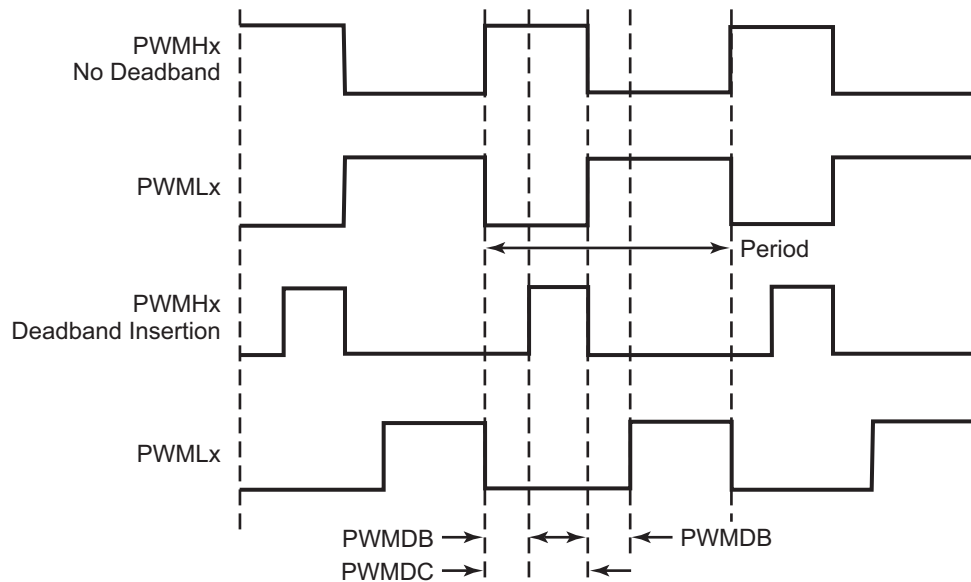 PWMHx
No Deadband
PWMLx
Period
PWMHx
Deadband Insertion
PWMLx
PWMDB
PWMDB
PWMDC